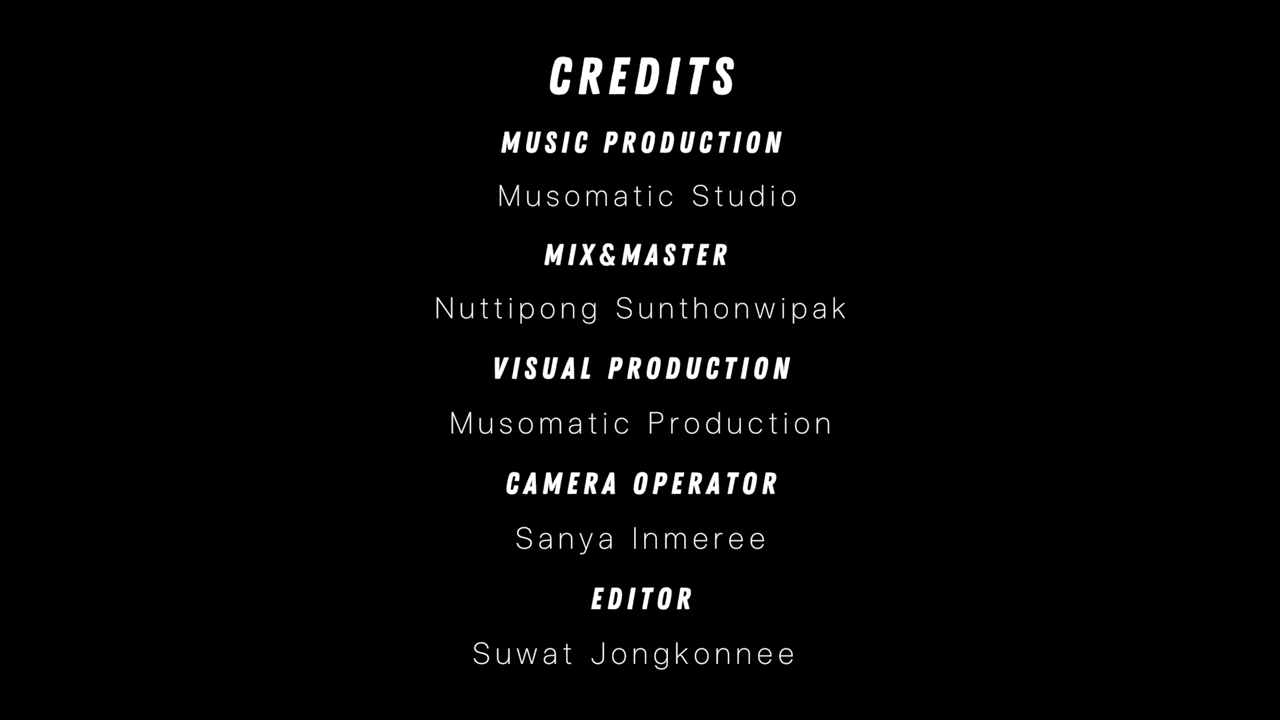 CREDITS
MUSIC PRODUCTION
Musomatic Studio
MIX&MASTER
Nuttipong Sunthonwipak
VISUAL PRODUCTION
Musomatic Production
CAMERA OPERATOR
Sanya Inmeree
EDITOR
Suwat Jongkonnee